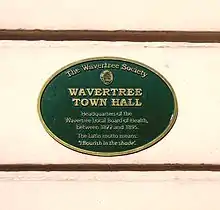 The Wavertree Society
WAVERTREE
TOWN HALL
Headquarters of the
Wavertree Local Board of Health,
between 1872 and 1895.
The Latin motto means:
"I flourish in the shade".